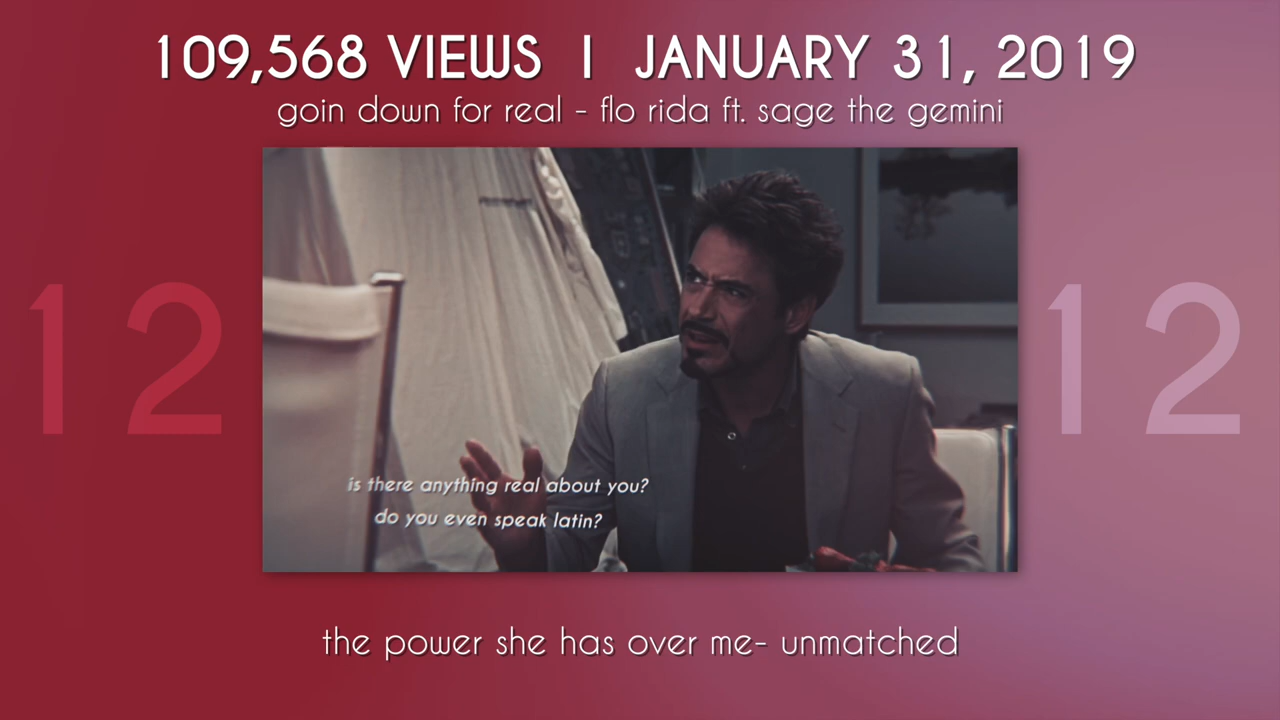 109,568 VIEWS | JANUARY 31, 2019
goin down for real - flo rida ft. sage the gemini
12
12
is there anything real about you?
do you even speak latin?
the power she has over me- unmatched